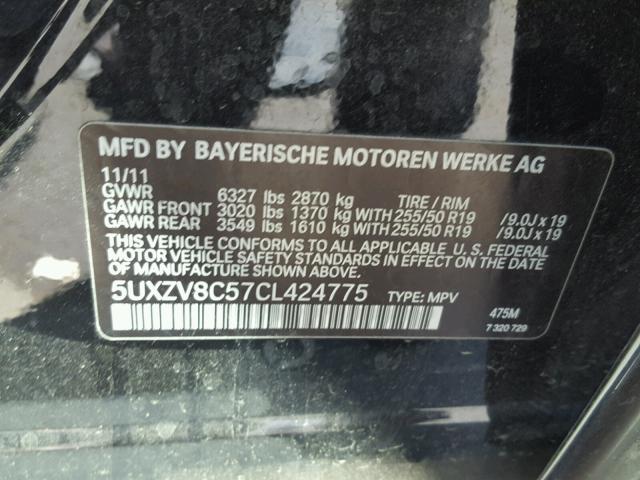 MFD BY BAYERISCHE MOTOREN WERKE AG
11/11
GVWR 6327 lbs 2870 kg TIRE / RIM
GAWR FRONT 3020 lbs 1370 kg WITH 255/50 R19 /9.0J x 19
GAWR REAR 3549 lbs 1610 kg WITH 255/50 R19 /9.0J x 19
THIS VEHICLE CONFORMS TO ALL APPLICABLE U. S. FEDERAL
MOTOR VEHICLE SAFETY STANDARDS IN EFFECT ON THE
DATE OF MANUFACTURE SHOWN ABOVE.
5UXZV8C57CL424775 TYPE: MPV
475M
7 320 729